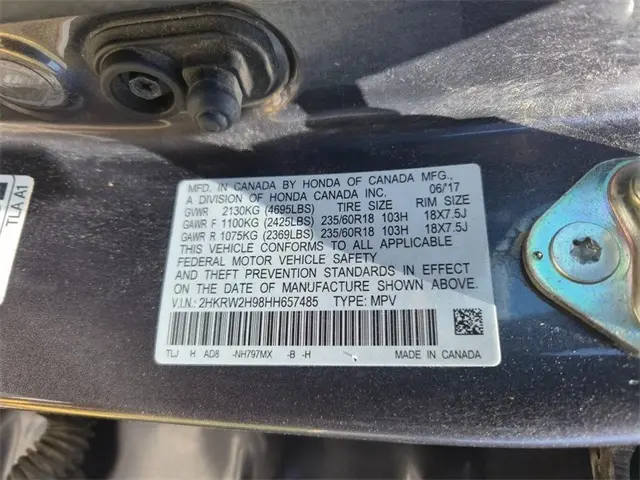 MFD. IN CANADA BY HONDA OF CANADA MFG.,
A DIVISION OF HONDA CANADA INC. 06/17
GVWR 2130KG (4695LBS) TIRE SIZE RIM SIZE
GAWR F 1100KG (2425LBS) 235/60R18 103H 18X7.5J
GAWR R 1075KG (2369LBS) 235/60R18 103H 18X7.5J
THIS VEHICLE CONFORMS TO ALL APPLICABLE
FEDERAL MOTOR VEHICLE SAFETY
AND THEFT PREVENTION STANDARDS IN EFFECT
ON THE DATE OF MANUFACTURE SHOWN ABOVE.
V.I.N.: 2HKRW2H98HH657485 TYPE: MPV
TLJ H AD8 -NH797MX -B -H MADE IN CANADA
TLA A1